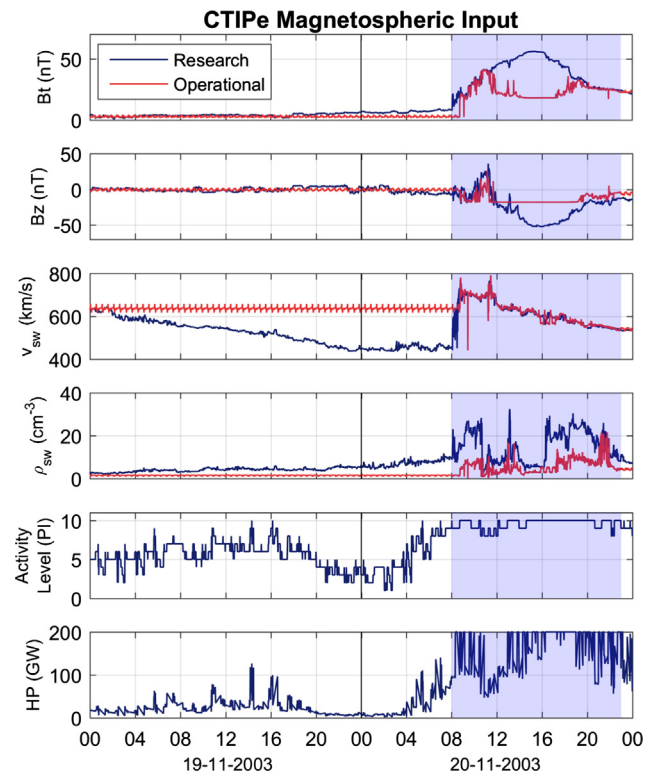 CTIPe Magnetospheric Input
Bt (nT)
50
0
Research
Operational
Bz (nT)
50
0
-50
v_sw (km/s)
800
600
400
ρ_sw (cm⁻³)
40
20
0
Activity
Level (PI)
10
5
0
HP (GW)
200
100
0
00 04 08 12 16 20 00 04 08 12 16 20 00
19-11-2003 20-11-2003